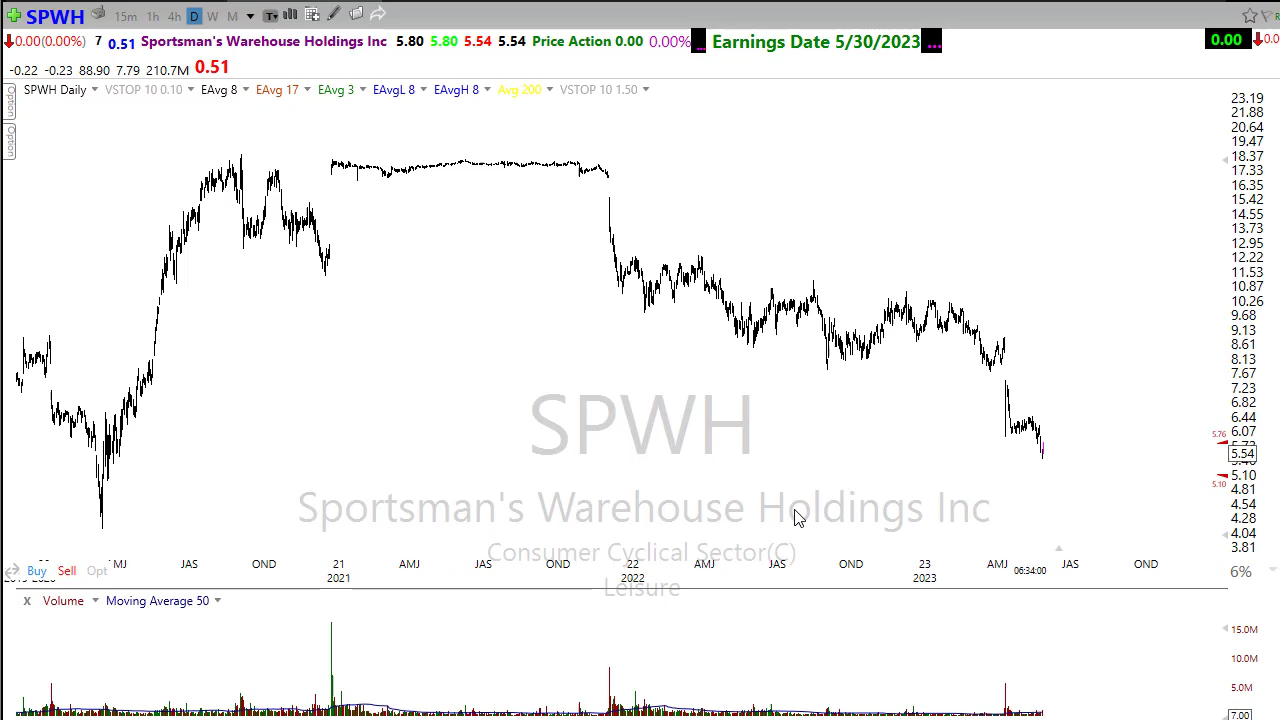 SPWH 15m 1h 4h D W M T
0.00(0.00%) 7 0.51 Sportsman's Warehouse Holdings Inc 5.80 5.80 5.54 5.54 Price Action 0.00 0.00% ... Earnings Date 5/30/2023 ... 0.00
-0.22 -0.23 88.90 7.79 210.7M 0.51
SPWH Daily VSTOP 10 0.10 EAvg 8 EAvg 17 EAvg 3 EAvgL 8 EAvgH 8 Avg 200 VSTOP 10 1.50
Option
Option
23.19
21.88
20.64
19.47
18.37
17.33
16.35
15.42
14.55
13.73
12.95
12.22
11.53
10.87
10.26
9.68
9.13
8.61
8.13
7.67
7.23
6.82
6.44
6.07
5.76
5.54
5.10
5.10
4.81
4.54
4.28
4.04
3.81
SPWH
Sportsman's Warehouse Holdings Inc
Consumer Cyclical Sector(C)
Leisure
MJ JAS OND 21 AMJ JAS OND 22 AMJ JAS OND 23 AMJ JAS OND
2021 2022 2023 06:34:00
Buy Sell Opt 6%
x Volume Moving Average 50
15.0M
10.0M
5.0M
7.00